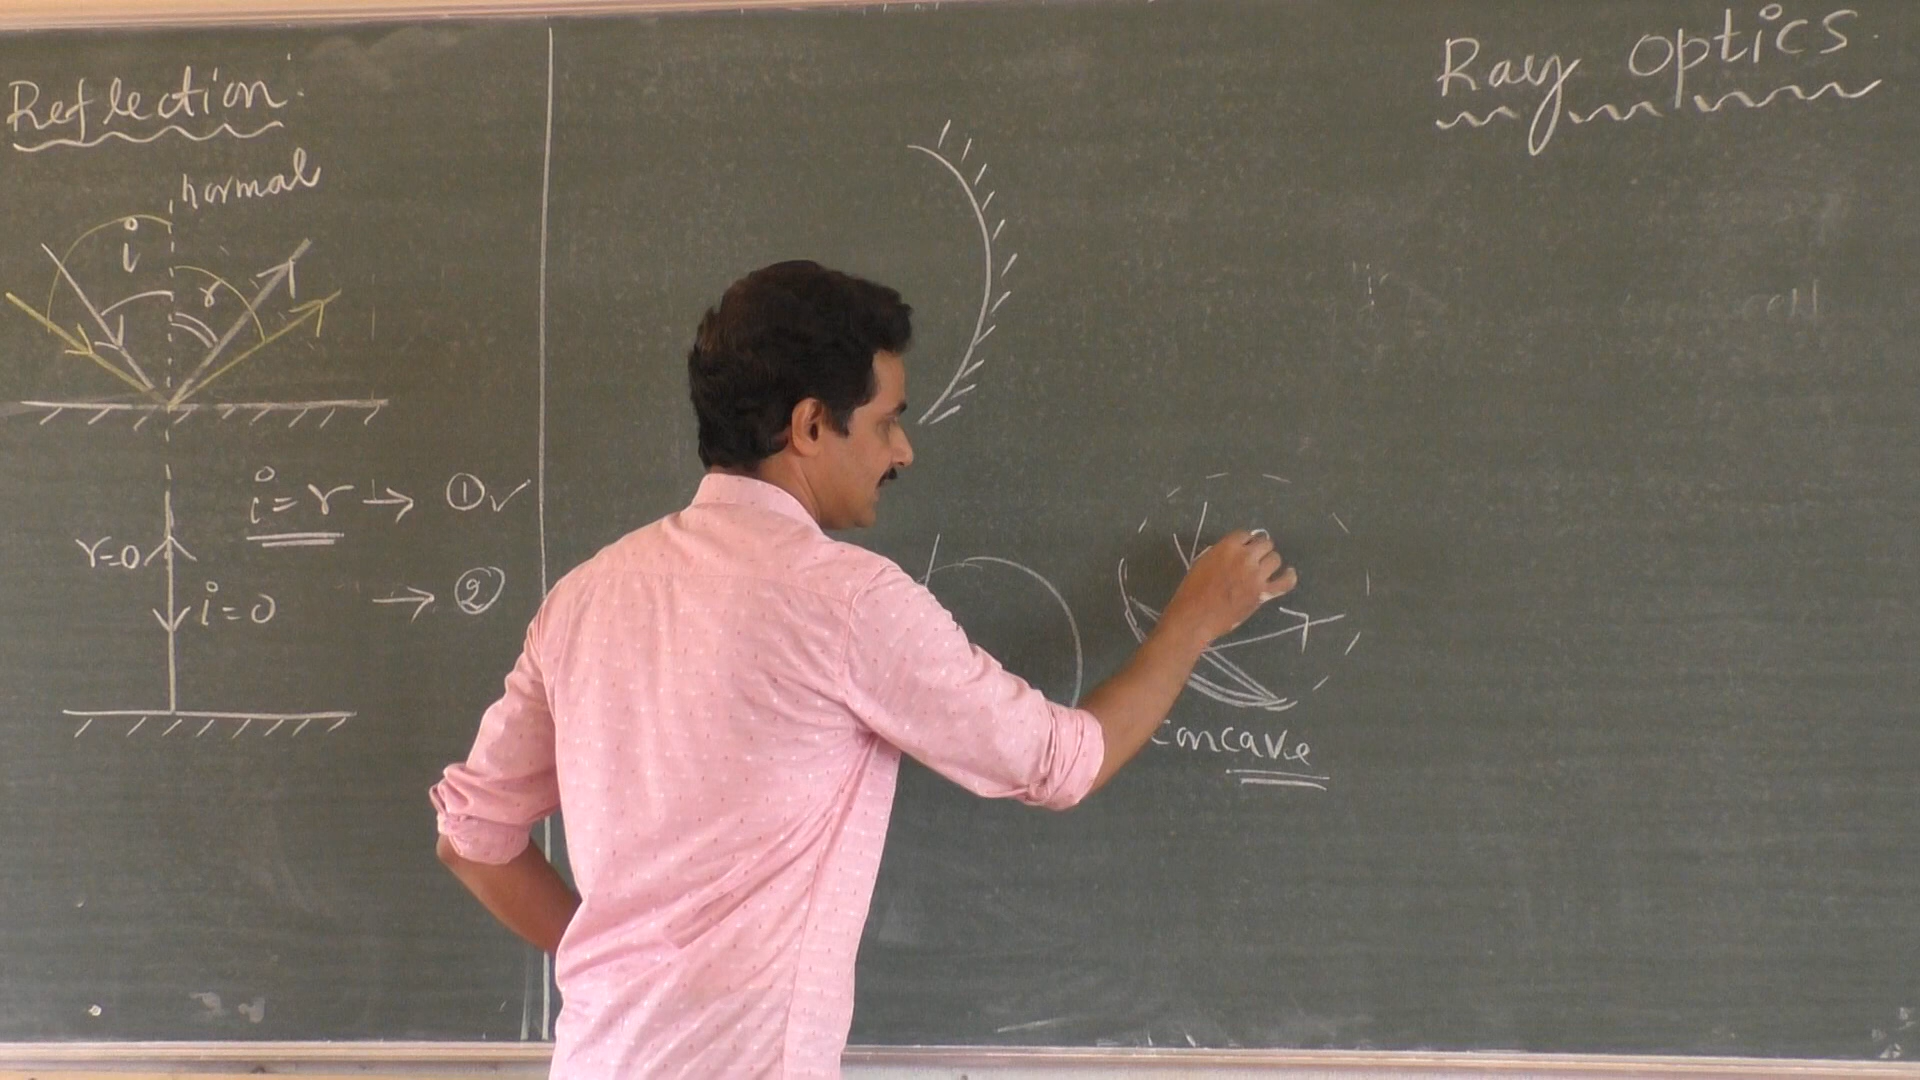 Reflection:
normal
i
r
i = r → ① ✓
r=0
i=0
→ ②
Ray Optics.
concave